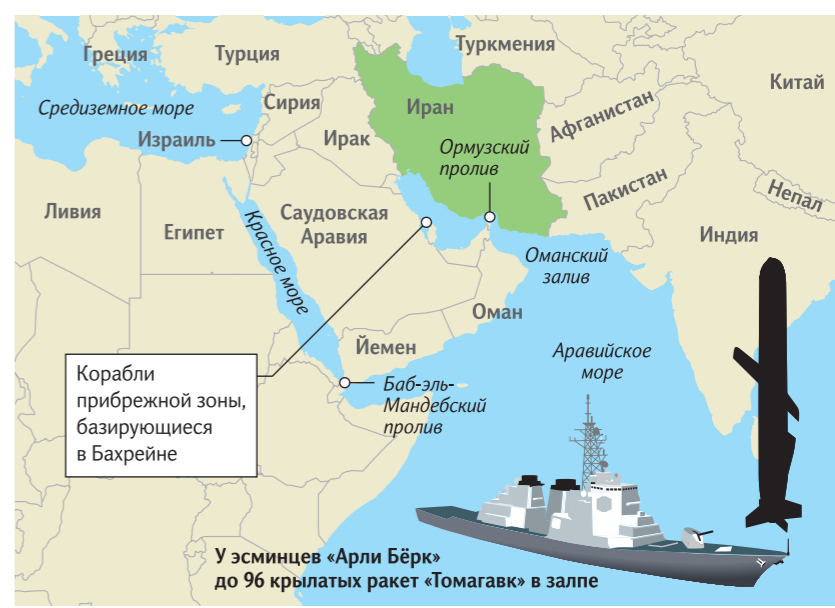 Греция
Турция
Туркмения
Китай
Средиземное море
Сирия
Иран
Афганистан
Израиль
Ирак
Ормузский
пролив
Пакистан
Непал
Ливия
Египет
Красное море
Саудовская
Аравия
Индия
Оманский
залив
Оман
Йемен
Аравийское
море
Корабли
прибрежной зоны,
базирующиеся
в Бахрейне
Баб-эль-
Мандебский
пролив
У эсминцев «Арли Бёрк»
до 96 крылатых ракет «Томагавк» в залпе